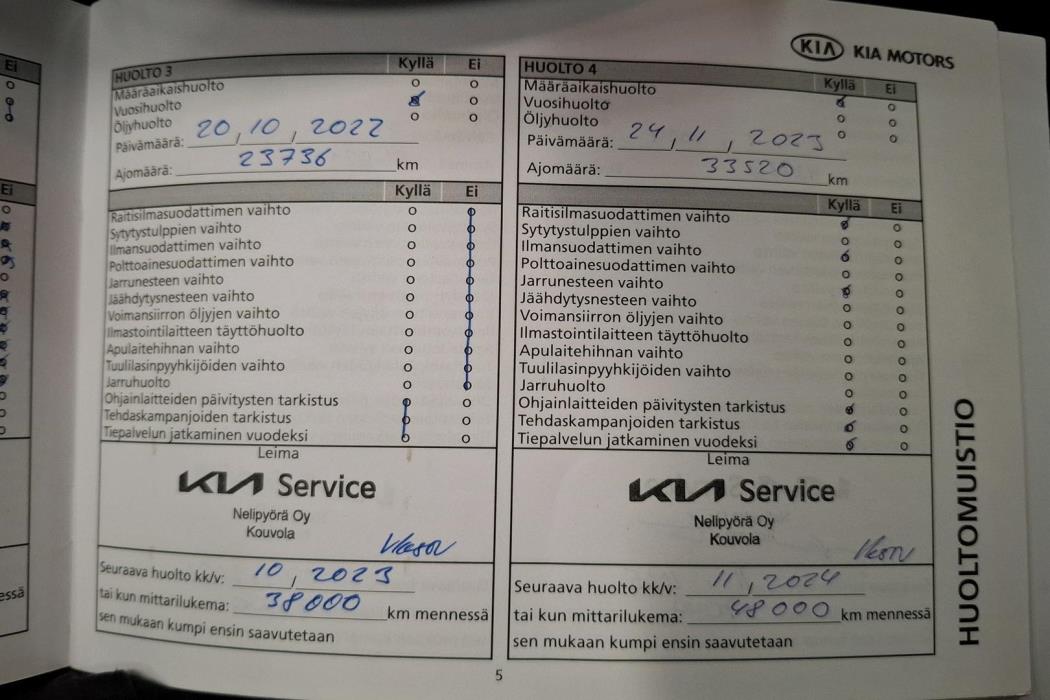 KIA KIA MOTORS
Ei
Ei
essä
HUOLTO 3 Kyllä Ei
Määräaikaishuolto
Vuosihuolto
Öljyhuolto
Päivämäärä: 20, 10, 2022
Ajomäärä: 23736 km
Kyllä Ei
Raitisilmasuodattimen vaihto
Sytytystulppien vaihto
Ilmansuodattimen vaihto
Polttoainesuodattimen vaihto
Jarrunesteen vaihto
Jäähdytysnesteen vaihto
Voimansiirron öljyjen vaihto
Ilmastointilaitteen täyttöhuolto
Apulaitehihnan vaihto
Tuulilasinpyyhkijöiden vaihto
Jarruhuolto
Ohjainlaitteiden päivitysten tarkistus
Tehdaskampanjoiden tarkistus
Tiepalvelun jatkaminen vuodeksi
Leima
KIA Service
Nelipyörä Oy
Kouvola
Seuraava huolto kk/v: 10, 2023
tai kun mittarilukema: 38000 km mennessä
sen mukaan kumpi ensin saavutetaan
HUOLTO 4 Kyllä Ei
Määräaikaishuolto
Vuosihuolto
Öljyhuolto
Päivämäärä: 24, 11, 2023
Ajomäärä: 33520 km
Kyllä Ei
Raitisilmasuodattimen vaihto
Sytytystulppien vaihto
Ilmansuodattimen vaihto
Polttoainesuodattimen vaihto
Jarrunesteen vaihto
Jäähdytysnesteen vaihto
Voimansiirron öljyjen vaihto
Ilmastointilaitteen täyttöhuolto
Apulaitehihnan vaihto
Tuulilasinpyyhkijöiden vaihto
Jarruhuolto
Ohjainlaitteiden päivitysten tarkistus
Tehdaskampanjoiden tarkistus
Tiepalvelun jatkaminen vuodeksi
Leima
KIA Service
Nelipyörä Oy
Kouvola
Seuraava huolto kk/v: 11, 2024
tai kun mittarilukema: 48000 km mennessä
sen mukaan kumpi ensin saavutetaan
HUOLTOMUISTIO
5